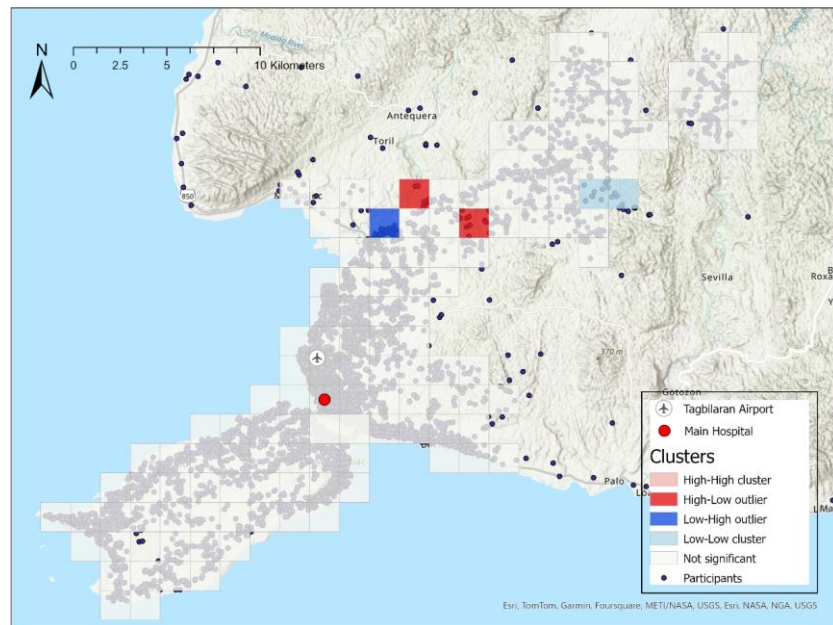 N
0 2.5 5 10 Kilometers
Antequera
Toril
850
Sevilla
370 m
Gotozon
Palo
Tagbilaran Airport
Main Hospital
Clusters
High-High cluster
High-Low outlier
Low-High outlier
Low-Low cluster
Not significant
Participants
Esri, TomTom, Garmin, Foursquare, METI/NASA, USGS, Esri, NASA, NGA, USGS